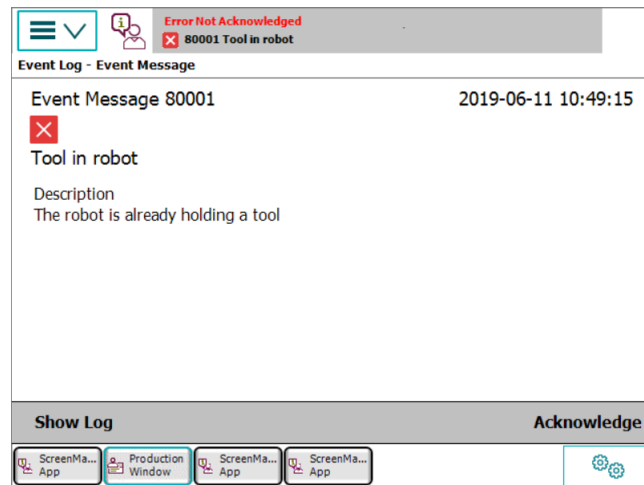 Error Not Acknowledged
80001 Tool in robot
Event Log - Event Message
Event Message 80001
2019-06-11 10:49:15
Tool in robot
Description
The robot is already holding a tool
Show Log
Acknowledge
ScreenMa...
App
Production
Window
ScreenMa...
App
ScreenMa...
App